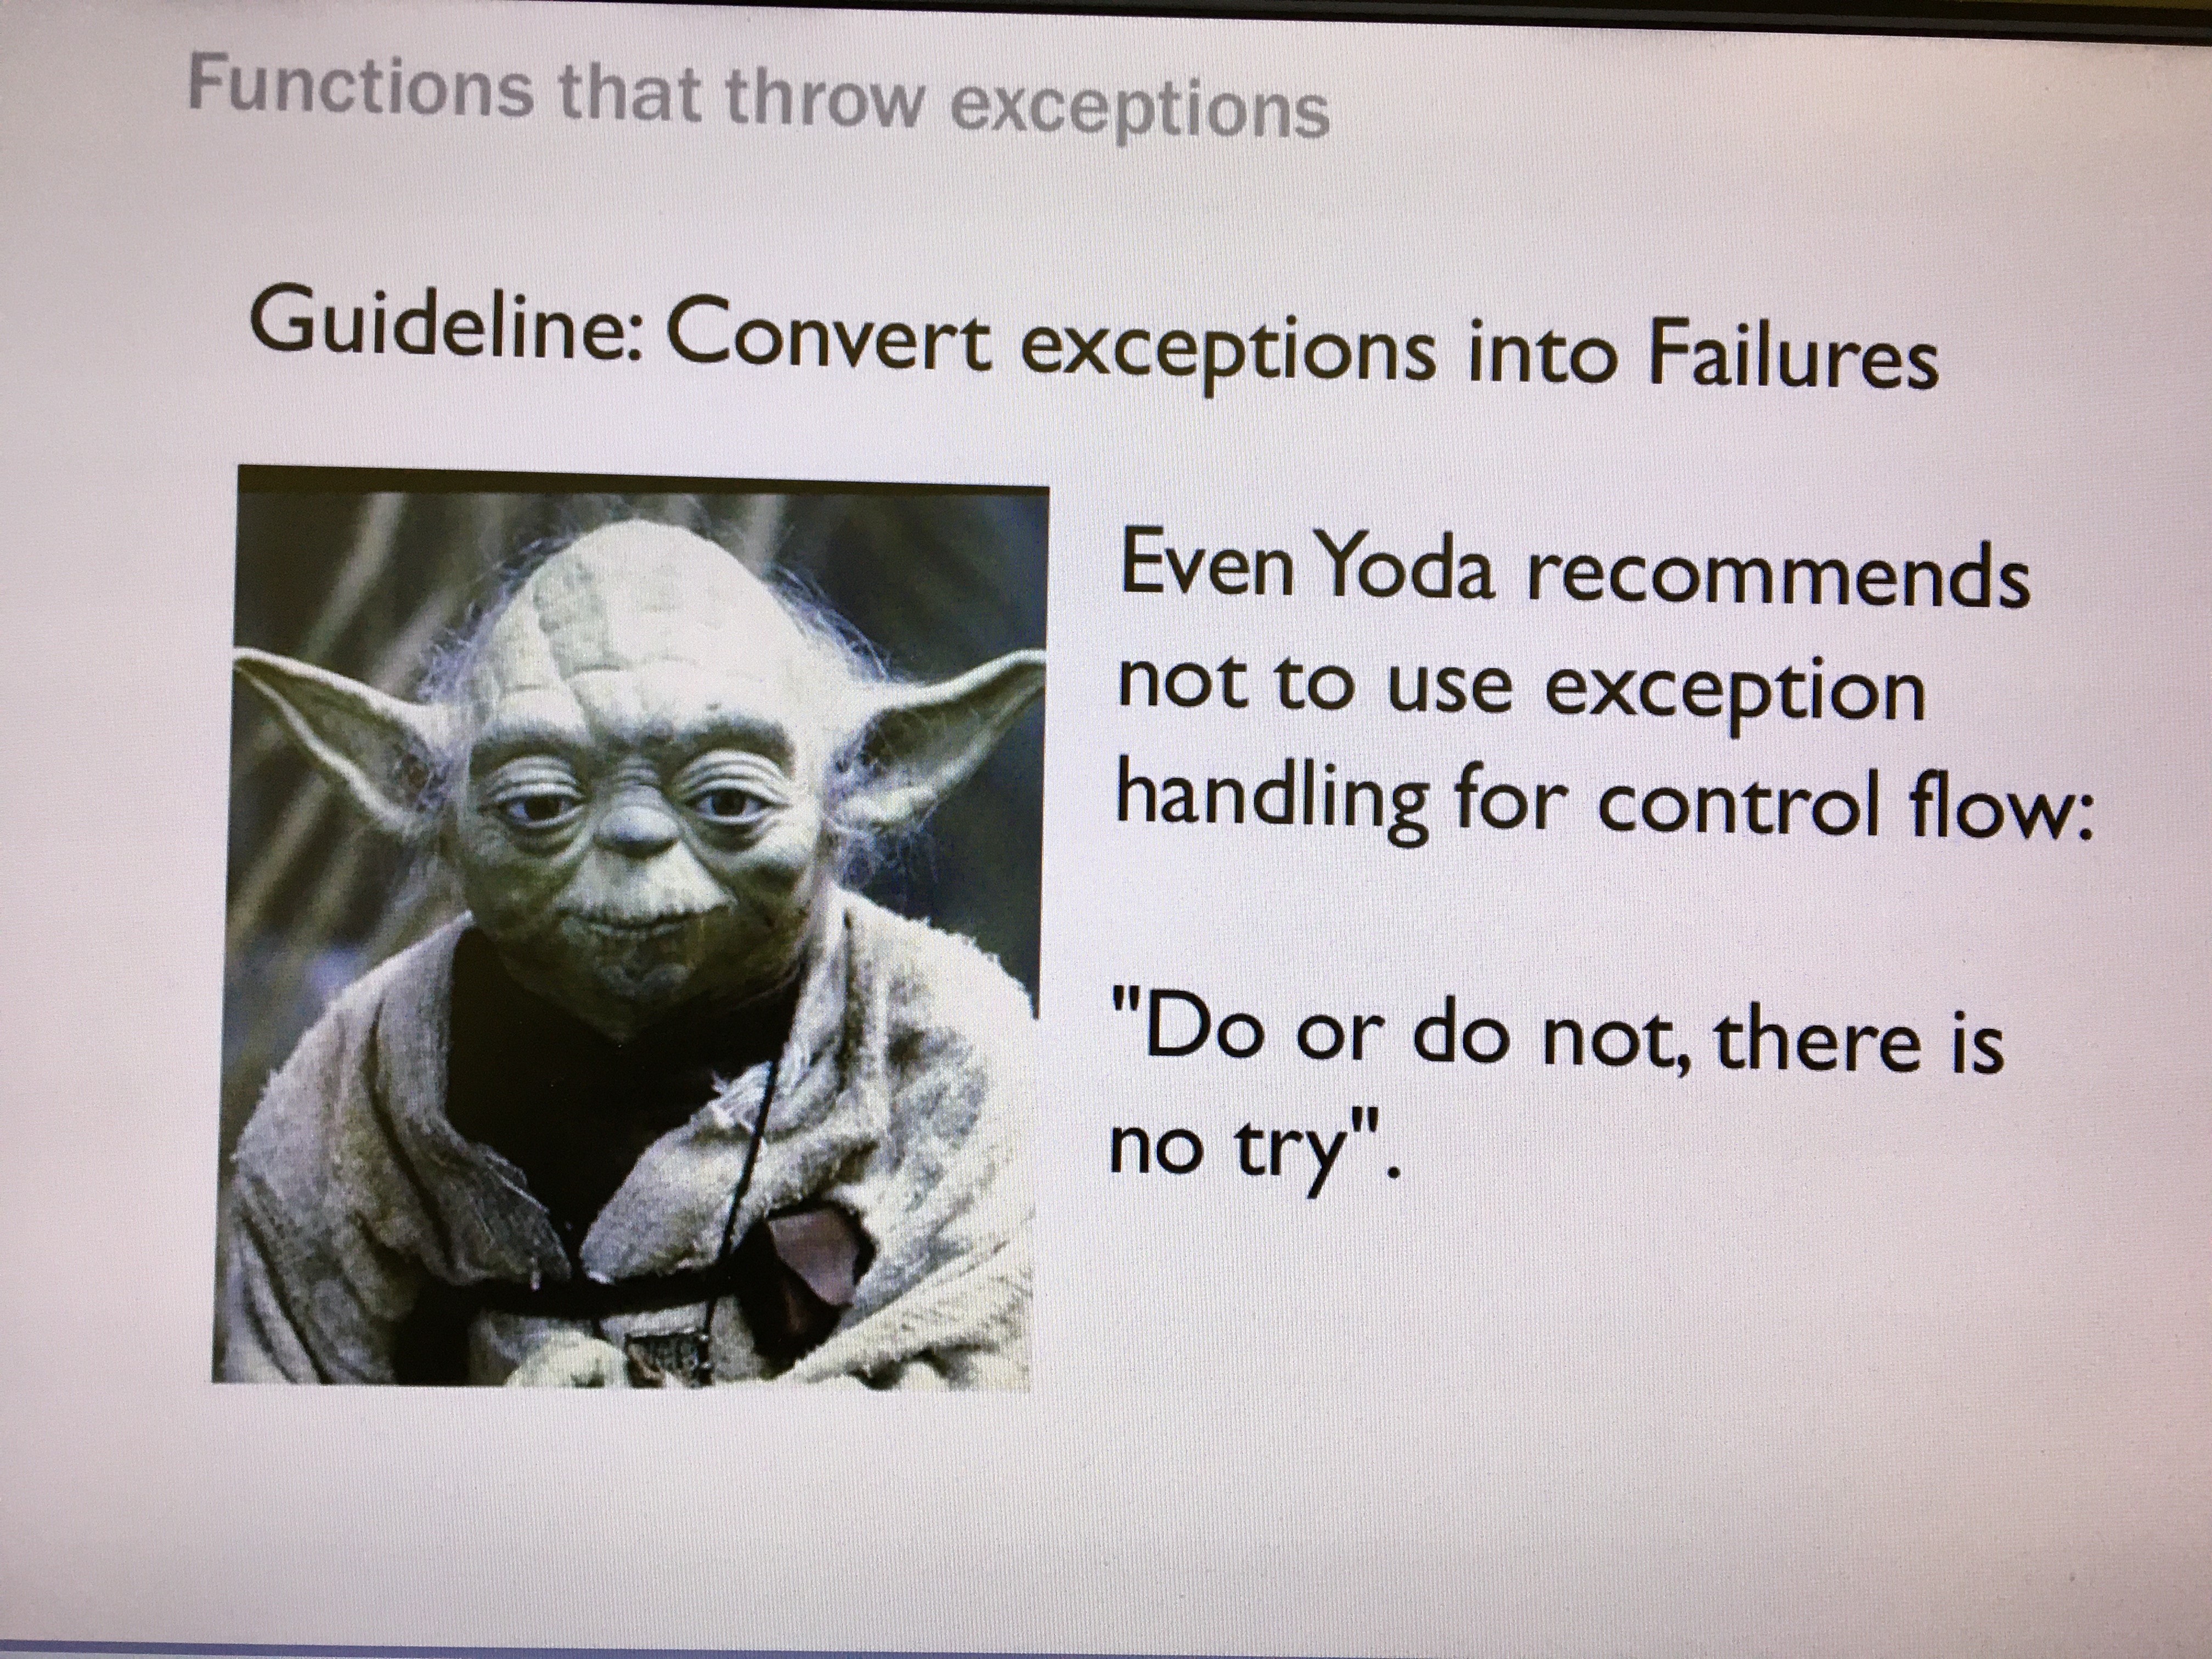 Functions that throw exceptions
Guideline: Convert exceptions into Failures
Even Yoda recommends
not to use exception
handling for control flow:
"Do or do not, there is
no try".